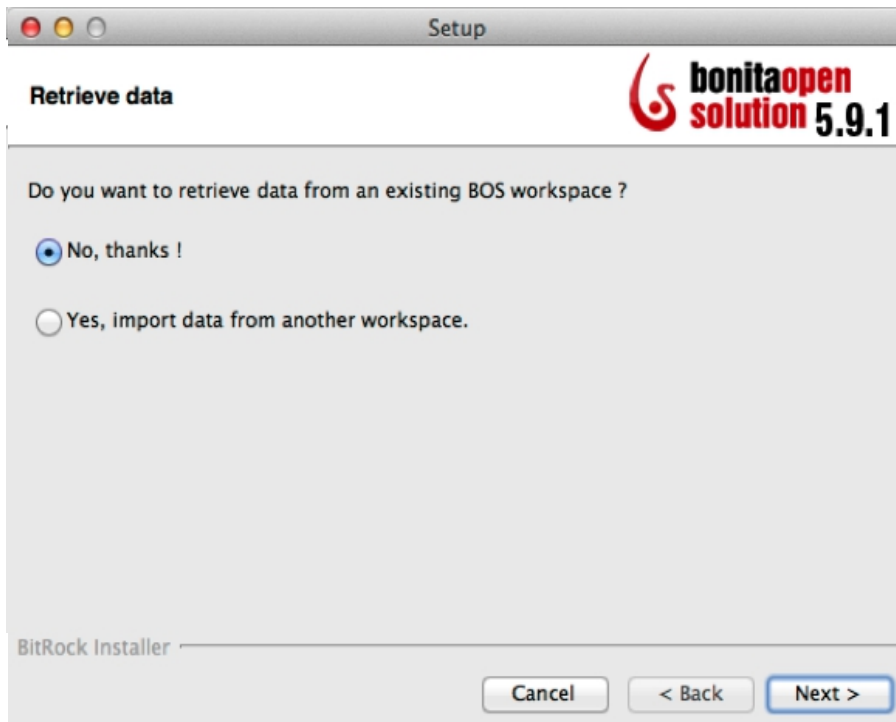 Setup
Retrieve data
bonitaopen
solution 5.9.1
Do you want to retrieve data from an existing BOS workspace ?
No, thanks !
Yes, import data from another workspace.
BitRock Installer
Cancel
< Back
Next >